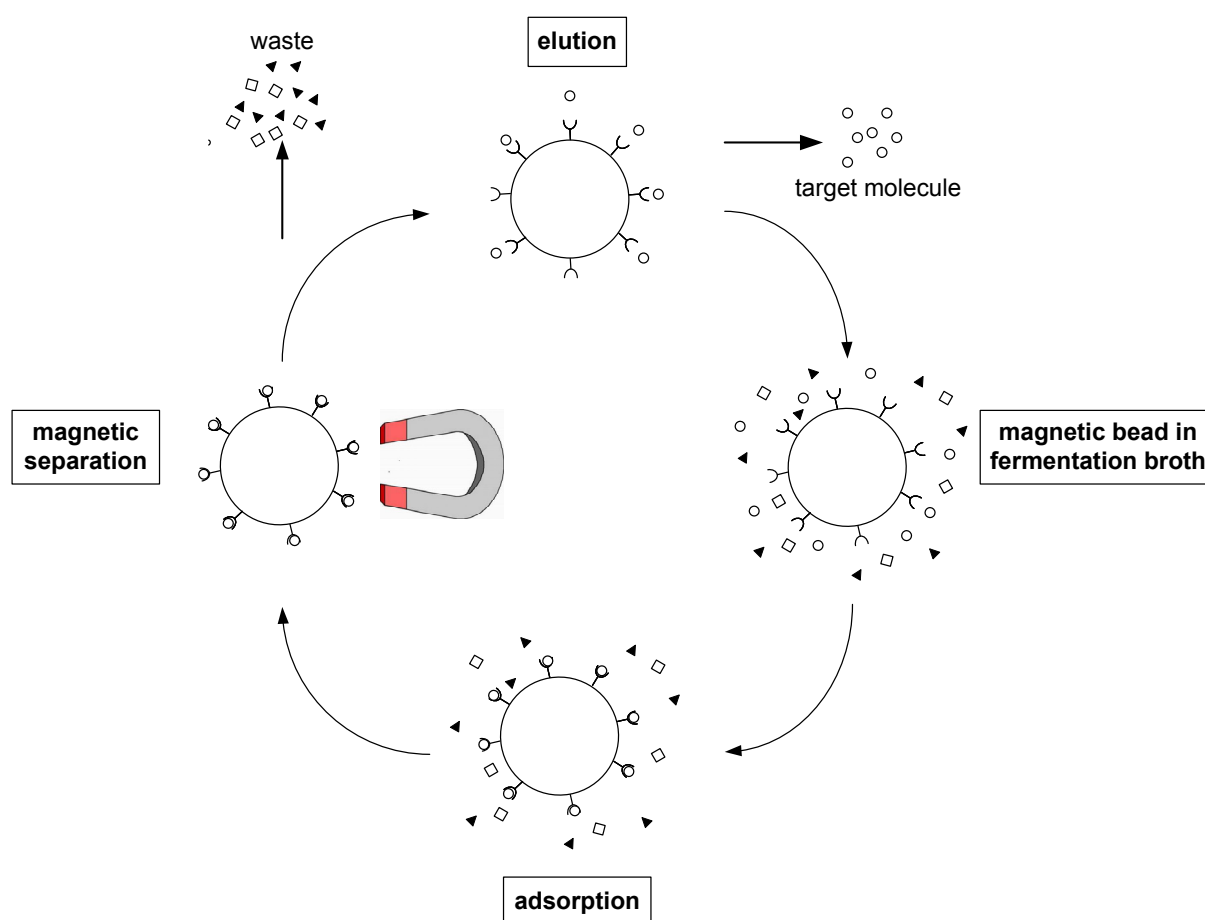 waste
elution
target molecule
magnetic
separation
magnetic bead in
fermentation broth
adsorption